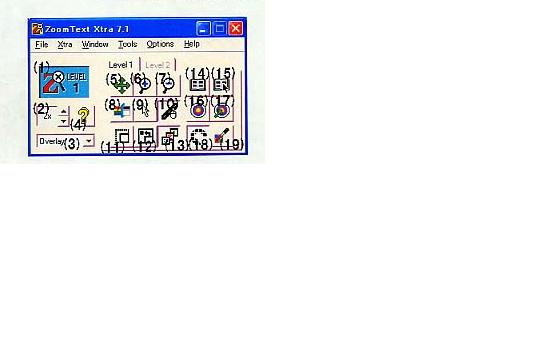 ZoomText Xtra 7.1
File Xtra Window Tools Options Help
Level 1 Level 2
(1) LEVEL 1
(5) (6) (7) (14) (15)
(2) 2x (4) (8) (9) (10) (16) (17)
Overlay (3) (11) (12) (13) (18) (19)